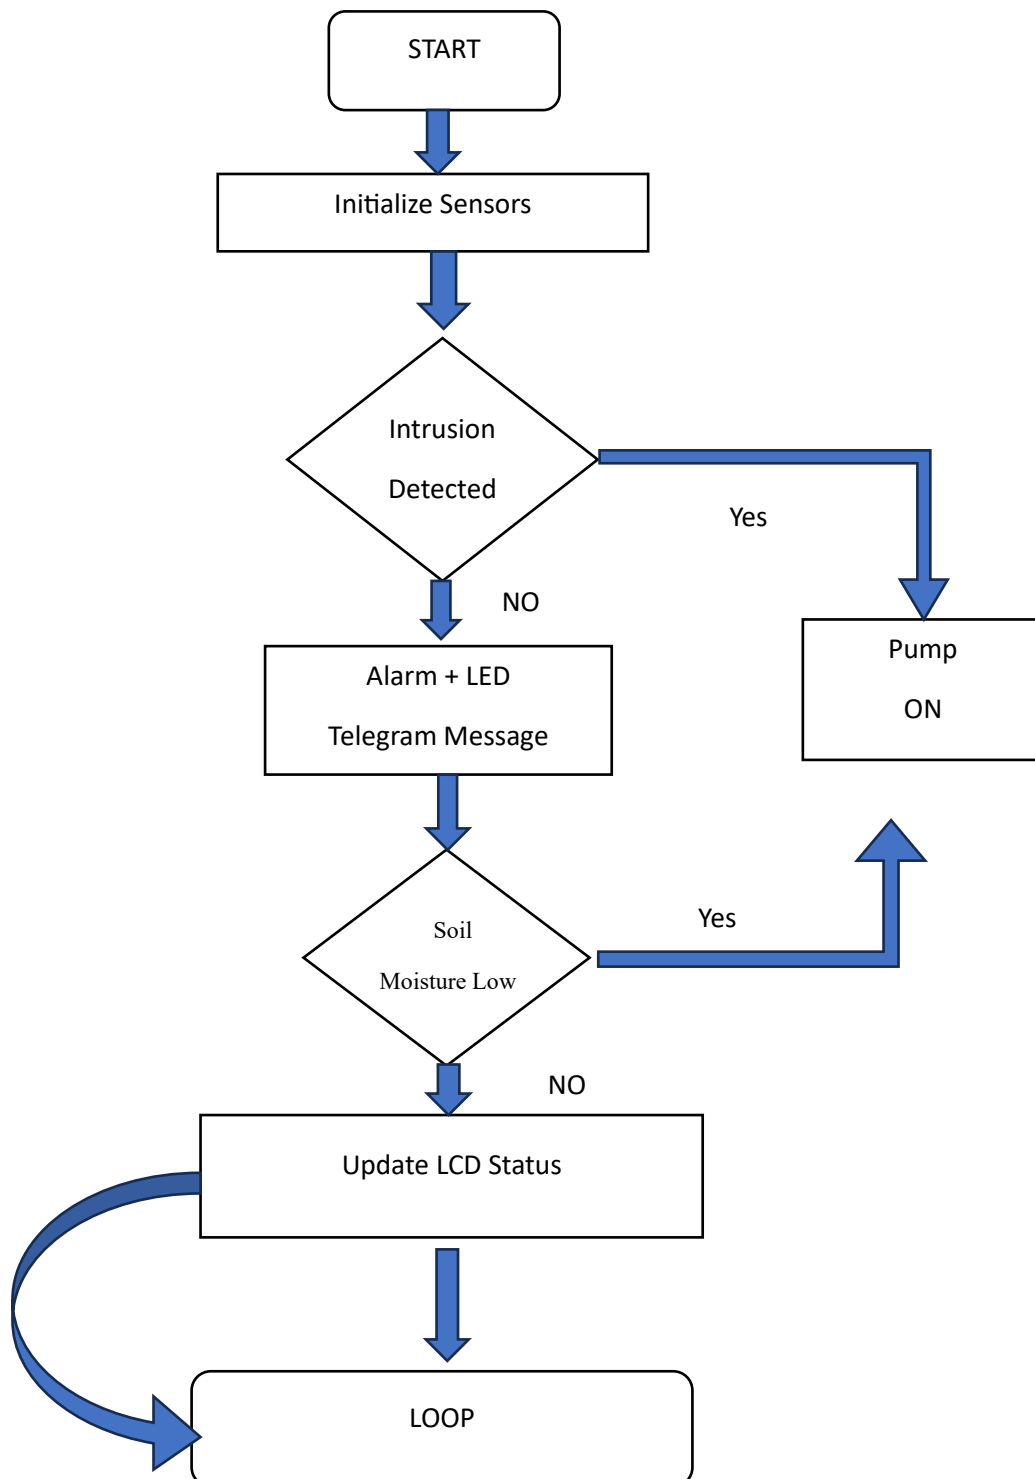 START
Initialize Sensors
Intrusion
Detected
Yes
NO
Alarm + LED
Telegram Message
Pump
ON
Soil
Moisture Low
Yes
NO
Update LCD Status
LOOP